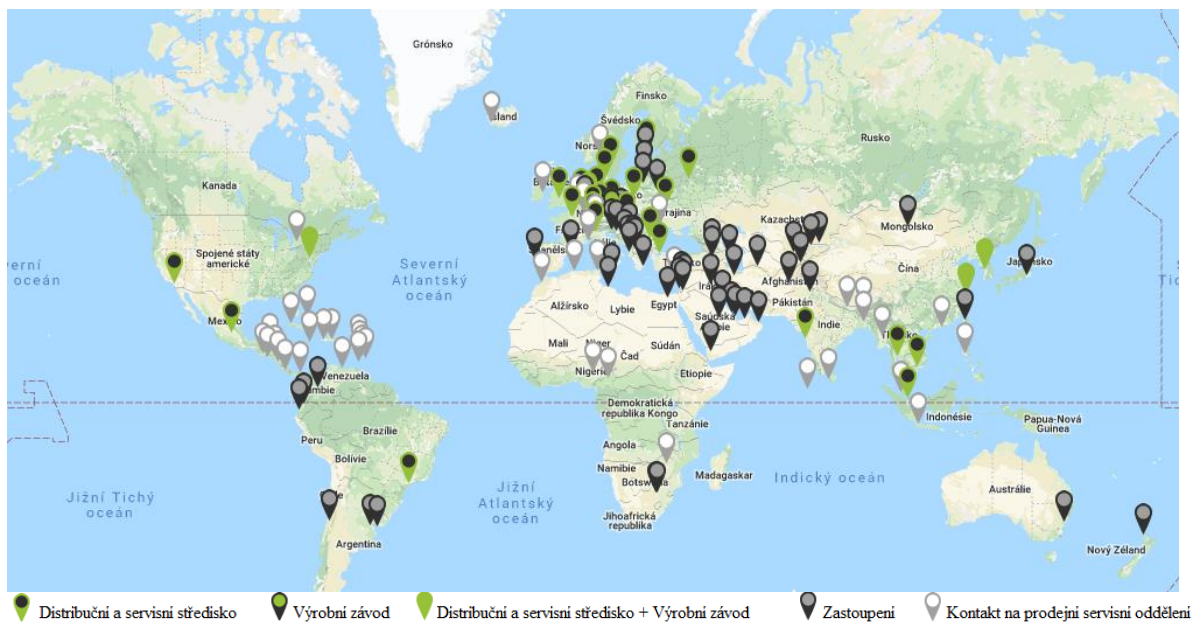 Grónsko
Island
Finsko
Švédsko
Rusko
Kanada
Kazachstán
Mongolsko
Spojené státy
americké
Severní
Atlantský
oceán
Japonsko
Čína
Afghánistán
Alžírsko
Lybie
Egypt
Pákistán
Indie
Mexiko
Mali
Niger
Čad
Súdán
Nigérie
Etiopie
Venezuela
Demokratická
republika Kongo
Tanzánie
Indonésie
Papua-Nová
Guinea
Peru
Brazílie
Bolívie
Angola
Namibie
Botswana
Madagaskar
Indický oceán
Austrálie
Jižní Tichý
oceán
Jižní
Atlantský
oceán
Jihoafrická
republika
Argentina
Nový Zéland
Distribuční a servisní středisko
Výrobní závod
Distribuční a servisní středisko + Výrobní závod
Zastoupení
Kontakt na prodejní servisní oddělení